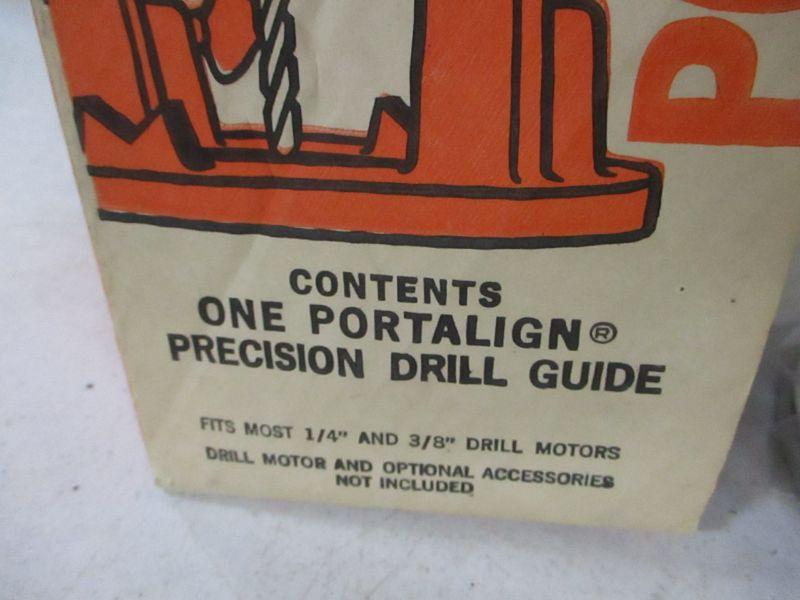 CONTENTS
ONE PORTALIGN®
PRECISION DRILL GUIDE
FITS MOST 1/4" AND 3/8" DRILL MOTORS
DRILL MOTOR AND OPTIONAL ACCESSORIES
NOT INCLUDED